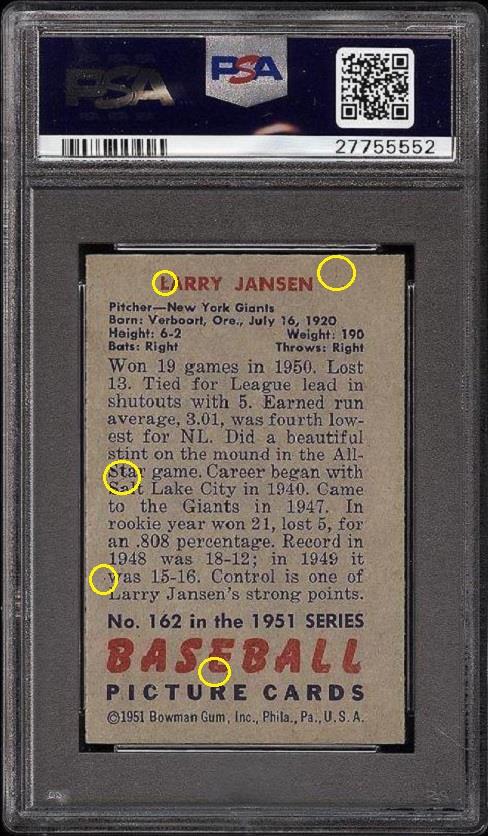 PSA PSA
27755552
LARRY JANSEN
Pitcher—New York Giants
Born: Verboort, Ore., July 16, 1920
Height: 6-2 Weight: 190
Bats: Right Throws: Right
Won 19 games in 1950. Lost
13. Tied for League lead in
shutouts with 5. Earned run
average, 3.01, was fourth low-
est for NL. Did a beautiful
stint on the mound in the All-
Star game. Career began with
Salt Lake City in 1940. Came
to the Giants in 1947. In
rookie year won 21, lost 5, for
an .808 percentage. Record in
1948 was 18-12; in 1949 it
was 15-16. Control is one of
Larry Jansen's strong points.
No. 162 in the 1951 SERIES
BASEBALL
PICTURE CARDS
©1951 Bowman Gum, Inc., Phila., Pa., U.S.A.